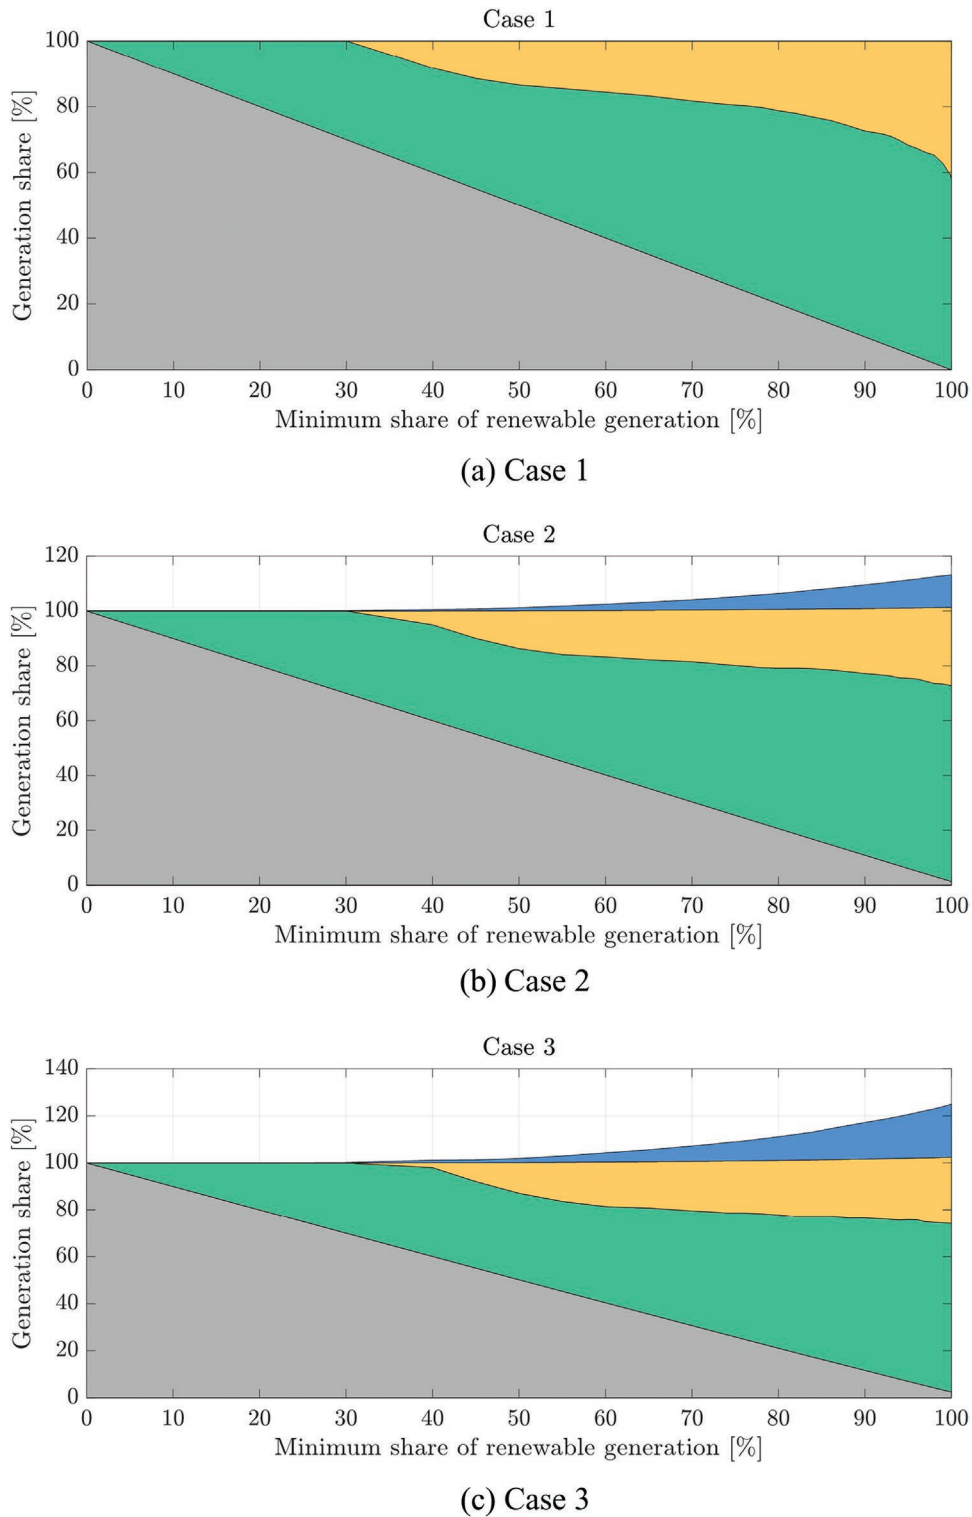 Case 1
100
80
60
40
20
0
Generation share [%]
0 10 20 30 40 50 60 70 80 90 100
Minimum share of renewable generation [%]
(a) Case 1
Case 2
120
100
80
60
40
20
0
Generation share [%]
0 10 20 30 40 50 60 70 80 90 100
Minimum share of renewable generation [%]
(b) Case 2
Case 3
140
120
100
80
60
40
20
0
Generation share [%]
0 10 20 30 40 50 60 70 80 90 100
Minimum share of renewable generation [%]
(c) Case 3